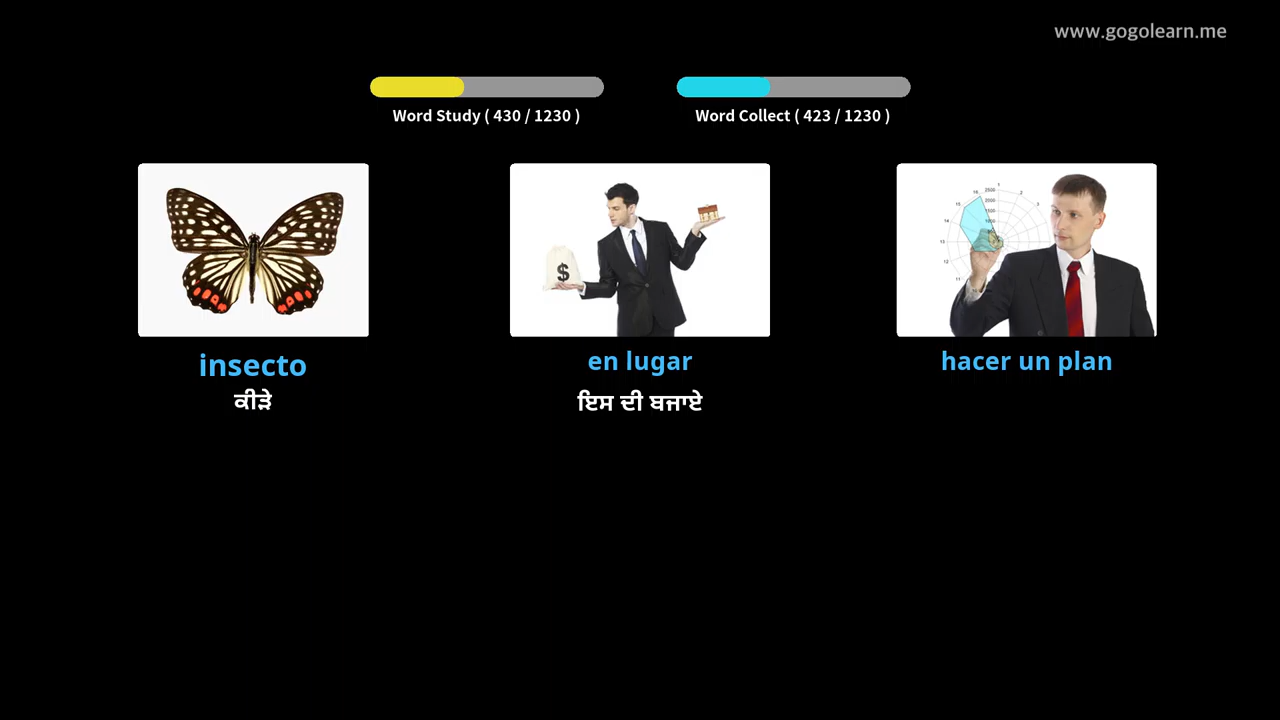 www.gogolearn.me
Word Study ( 430 / 1230 )
Word Collect ( 423 / 1230 )
$
insecto
en lugar
hacer un plan
ਕੀੜੇ
ਇਸ ਦੀ ਬਜਾਏ